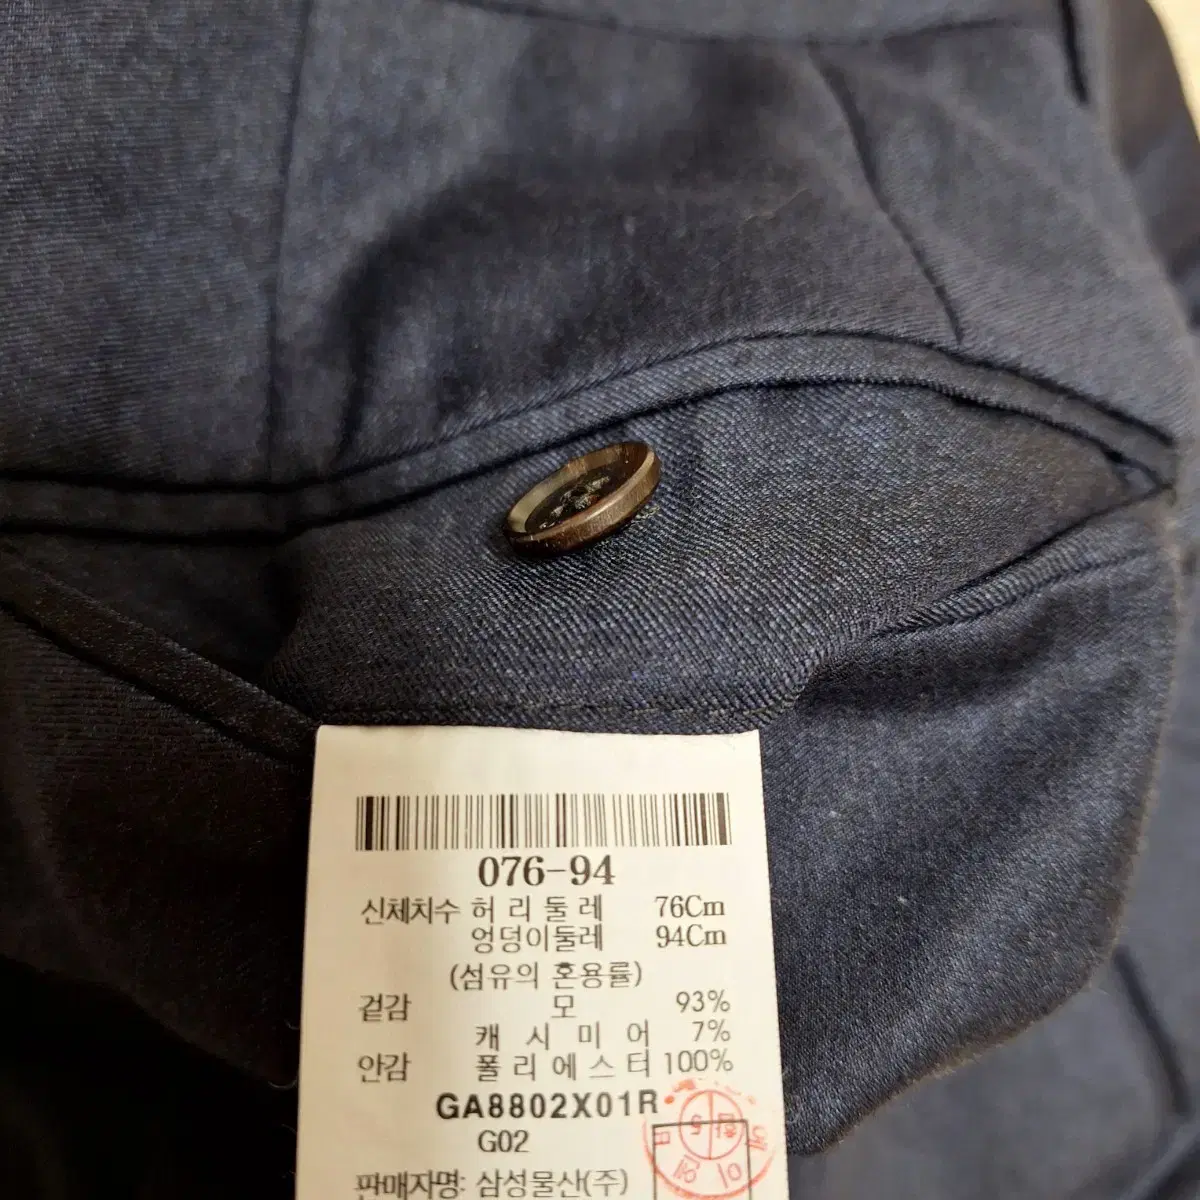 076-94
신체치수 허 리 둘 레 76Cm
엉덩이둘레 94Cm
(섬유의 혼용률)
겉감 모 93%
캐 시 미 어 7%
안감 폴 리 에 스 터 100%
GA8802X01R
G02
판매자명: 삼성물산(주)